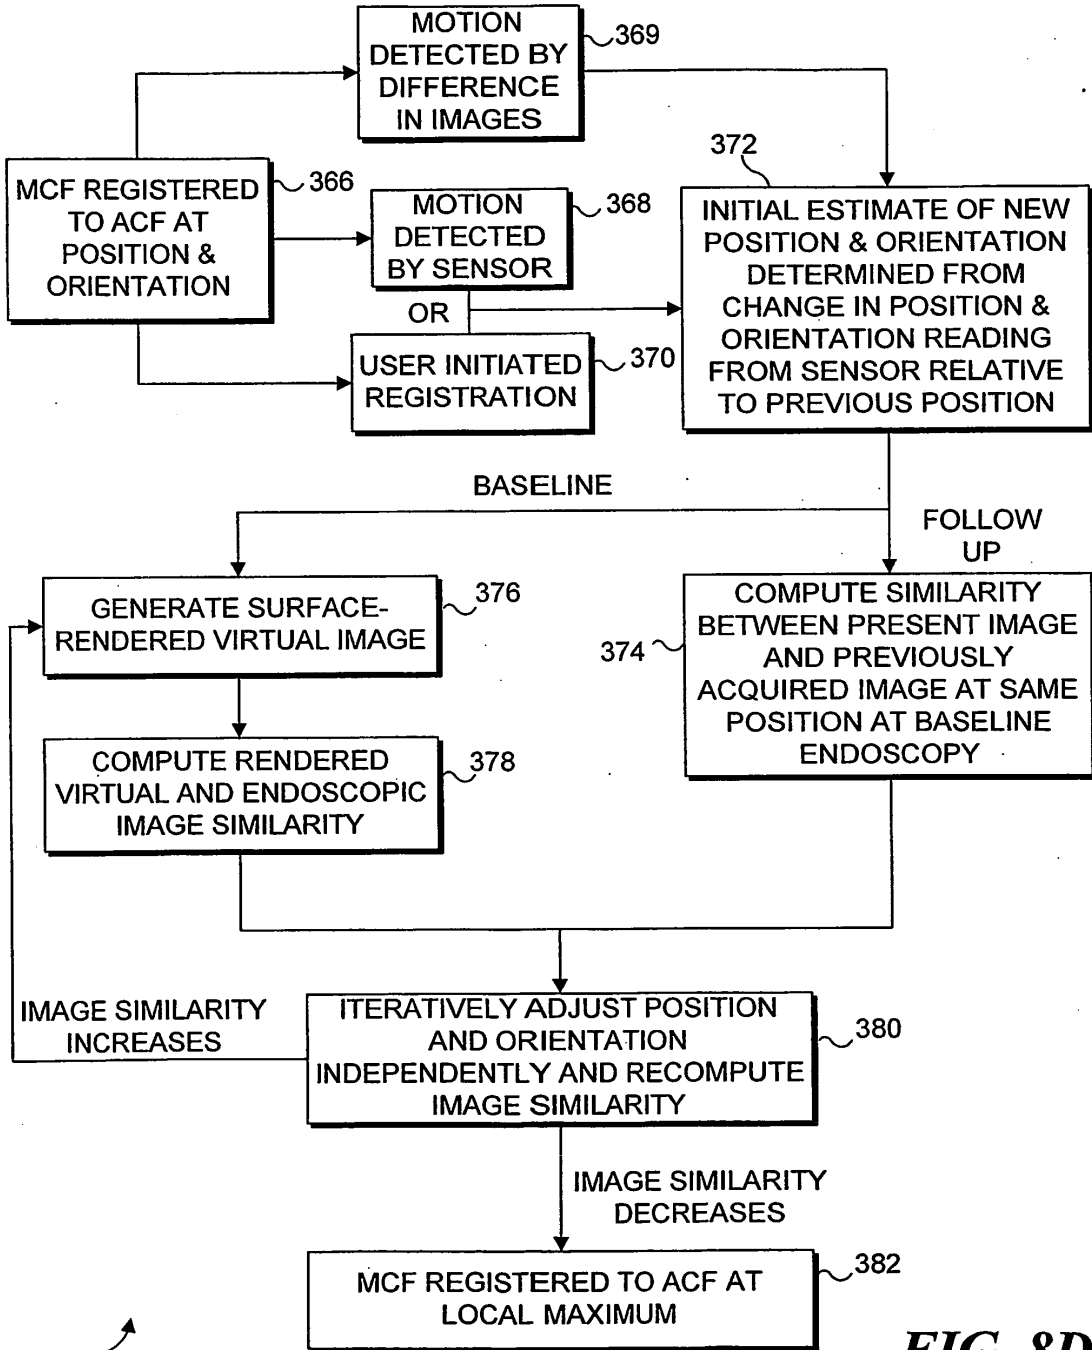 MOTION
DETECTED BY
DIFFERENCE
IN IMAGES
369
MCF REGISTERED
TO ACF AT
POSITION &
ORIENTATION
366
MOTION
DETECTED
BY SENSOR
368
OR
USER INITIATED
REGISTRATION
370
372
INITIAL ESTIMATE OF NEW
POSITION & ORIENTATION
DETERMINED FROM
CHANGE IN POSITION &
ORIENTATION READING
FROM SENSOR RELATIVE
TO PREVIOUS POSITION
BASELINE
FOLLOW
UP
GENERATE SURFACE-
RENDERED VIRTUAL IMAGE
376
COMPUTE SIMILARITY
BETWEEN PRESENT IMAGE
AND PREVIOUSLY
ACQUIRED IMAGE AT SAME
POSITION AT BASELINE
ENDOSCOPY
374
COMPUTE RENDERED
VIRTUAL AND ENDOSCOPIC
IMAGE SIMILARITY
378
IMAGE SIMILARITY
INCREASES
ITERATIVELY ADJUST POSITION
AND ORIENTATION
INDEPENDENTLY AND RECOMPUTE
IMAGE SIMILARITY
380
IMAGE SIMILARITY
DECREASES
MCF REGISTERED TO ACF AT
LOCAL MAXIMUM
382
FIG. 8D